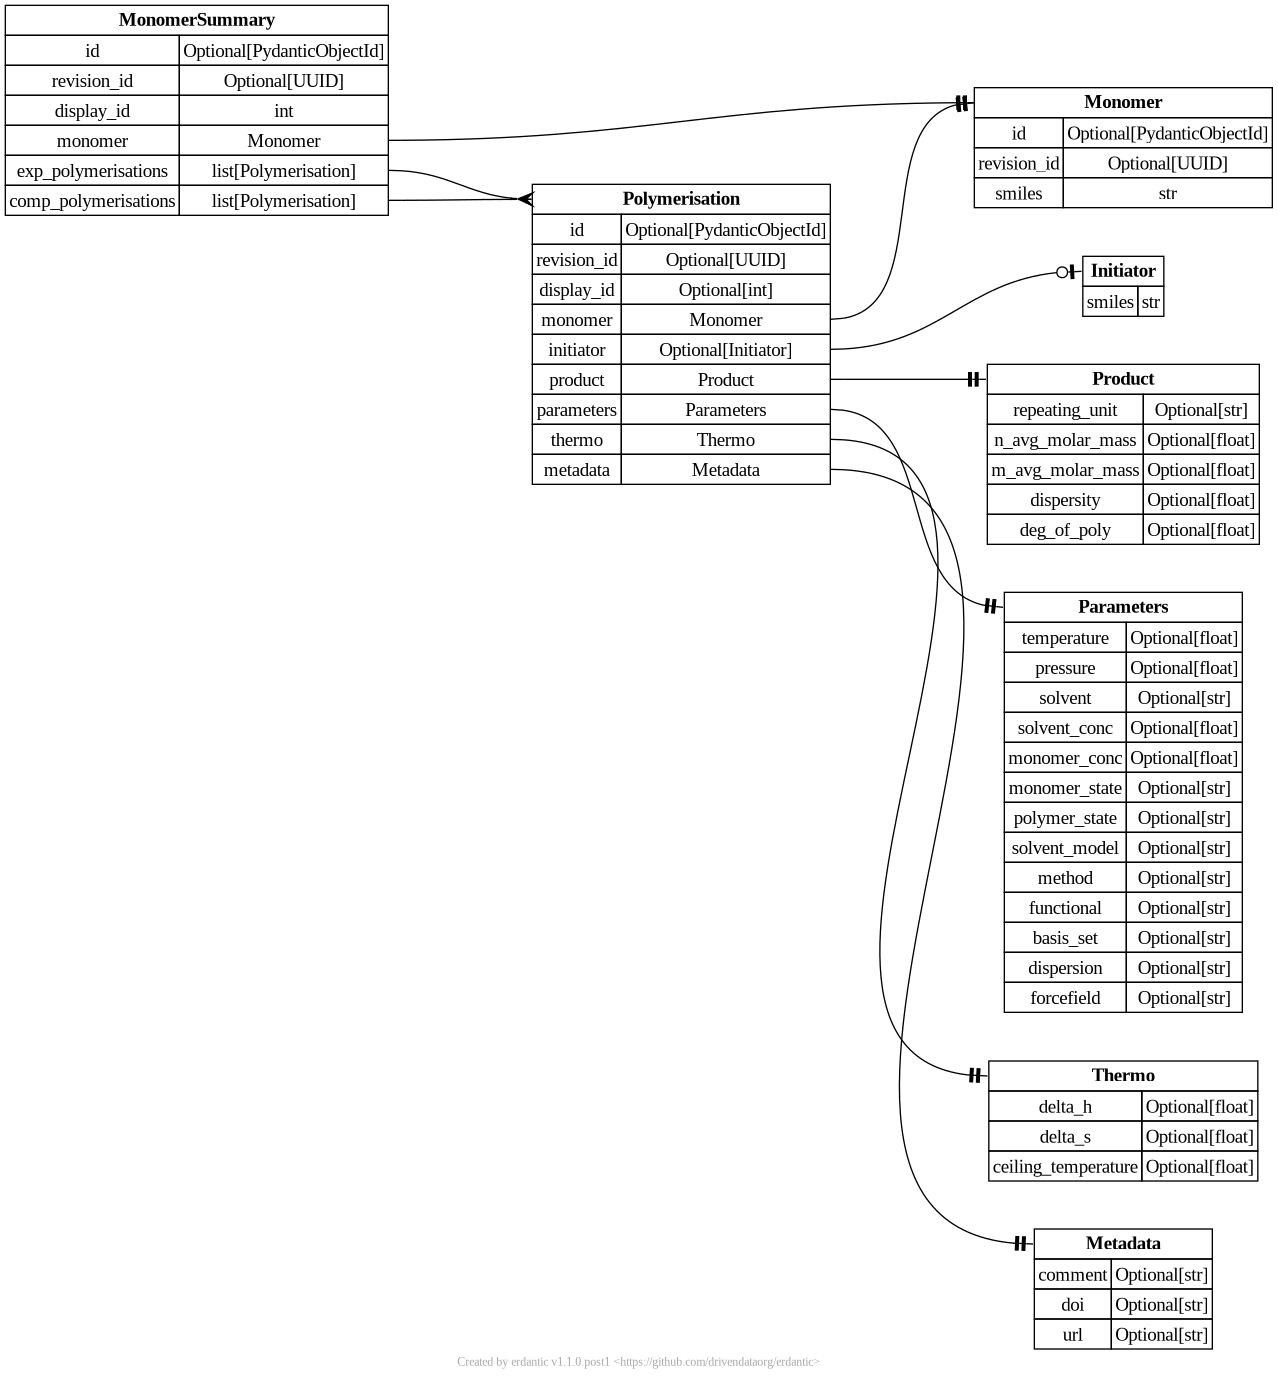 MonomerSummary
id Optional[PydanticObjectId]
revision_id Optional[UUID]
display_id int
monomer Monomer
exp_polymerisations list[Polymerisation]
comp_polymerisations list[Polymerisation]
Polymerisation
id Optional[PydanticObjectId]
revision_id Optional[UUID]
display_id Optional[int]
monomer Monomer
initiator Optional[Initiator]
product Product
parameters Parameters
thermo Thermo
metadata Metadata
Monomer
id Optional[PydanticObjectId]
revision_id Optional[UUID]
smiles str
Initiator
smiles str
Product
repeating_unit Optional[str]
n_avg_molar_mass Optional[float]
m_avg_molar_mass Optional[float]
dispersity Optional[float]
deg_of_poly Optional[float]
Parameters
temperature Optional[float]
pressure Optional[float]
solvent Optional[str]
solvent_conc Optional[float]
monomer_conc Optional[float]
monomer_state Optional[str]
polymer_state Optional[str]
solvent_model Optional[str]
method Optional[str]
functional Optional[str]
basis_set Optional[str]
dispersion Optional[str]
forcefield Optional[str]
Thermo
delta_h Optional[float]
delta_s Optional[float]
ceiling_temperature Optional[float]
Metadata
comment Optional[str]
doi Optional[str]
url Optional[str]
Created by erdantic v1.1.0.post1 <https://github.com/drivendataorg/erdantic>